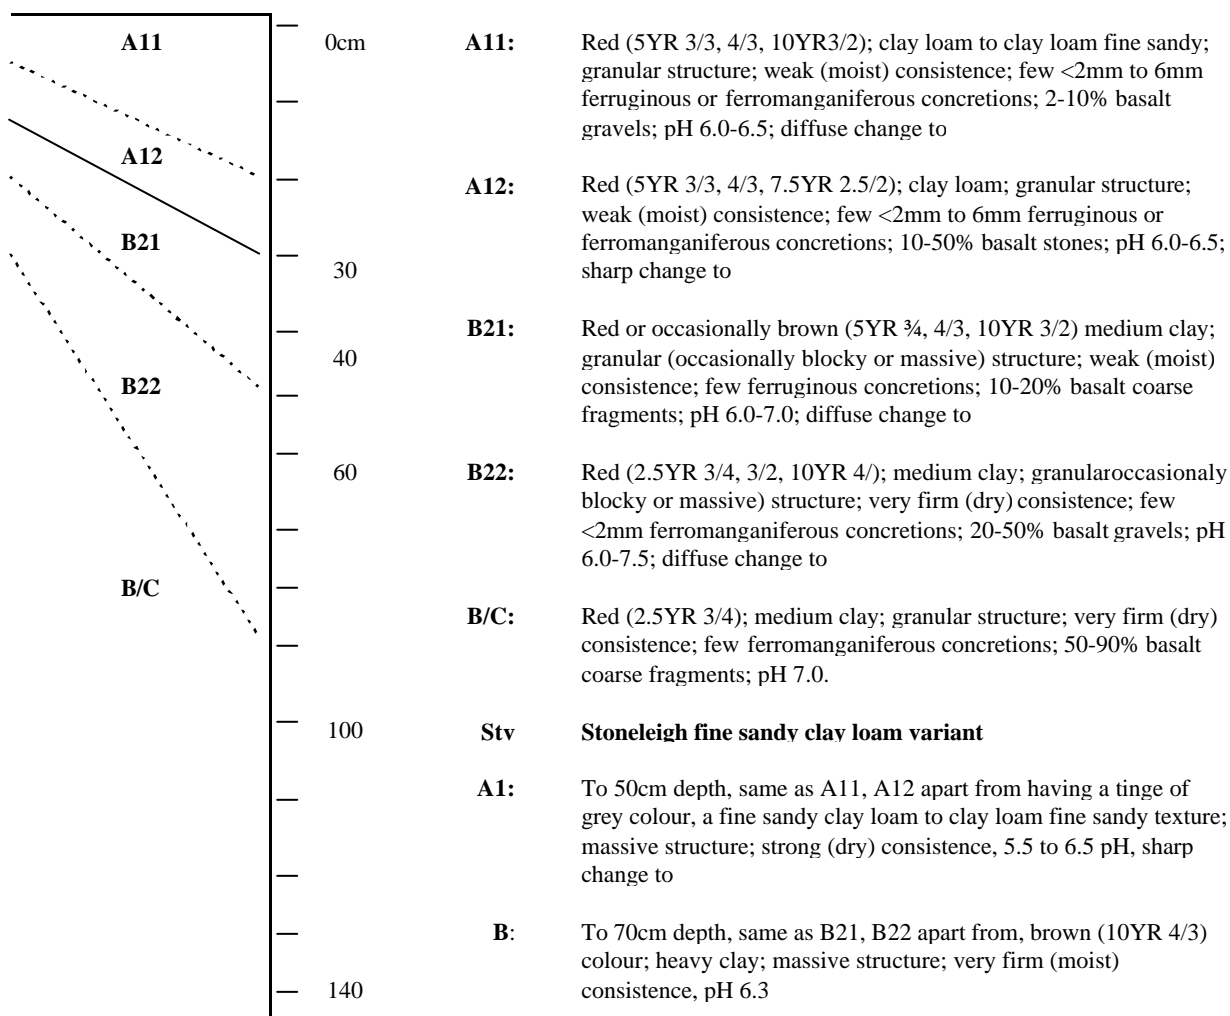 A11
A12
B21
B22
B/C
0cm
30
40
60
100
140
A11: Red (5YR 3/3, 4/3, 10YR3/2); clay loam to clay loam fine sandy;
granular structure; weak (moist) consistence; few <2mm to 6mm
ferruginous or ferromanganiferous concretions; 2-10% basalt
gravels; pH 6.0-6.5; diffuse change to
A12: Red (5YR 3/3, 4/3, 7.5YR 2.5/2); clay loam; granular structure;
weak (moist) consistence; few <2mm to 6mm ferruginous or
ferromanganiferous concretions; 10-50% basalt stones; pH 6.0-6.5;
sharp change to
B21: Red or occasionally brown (5YR ¾, 4/3, 10YR 3/2) medium clay;
granular (occasionally blocky or massive) structure; weak (moist)
consistence; few ferruginous concretions; 10-20% basalt coarse
fragments; pH 6.0-7.0; diffuse change to
B22: Red (2.5YR 3/4, 3/2, 10YR 4/); medium clay; granularoccasionaly
blocky or massive) structure; very firm (dry) consistence; few
<2mm ferromanganiferous concretions; 20-50% basalt gravels; pH
6.0-7.5; diffuse change to
B/C: Red (2.5YR 3/4); medium clay; granular structure; very firm (dry)
consistence; few ferromanganiferous concretions; 50-90% basalt
coarse fragments; pH 7.0.
Stv Stoneleigh fine sandy clay loam variant
A1: To 50cm depth, same as A11, A12 apart from having a tinge of
grey colour, a fine sandy clay loam to clay loam fine sandy texture;
massive structure; strong (dry) consistence, 5.5 to 6.5 pH, sharp
change to
B: To 70cm depth, same as B21, B22 apart from, brown (10YR 4/3)
colour; heavy clay; massive structure; very firm (moist)
consistence, pH 6.3